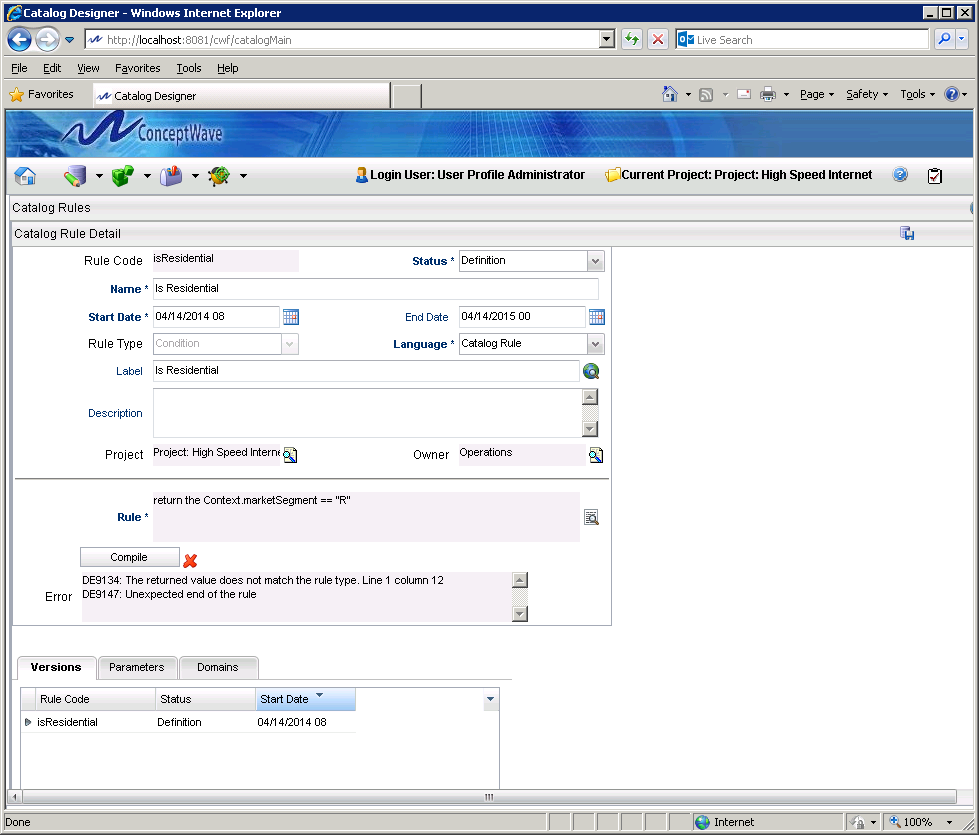 Catalog Designer - Windows Internet Explorer
http://localhost:8081/cwf/catalogMain
Live Search
File Edit View Favorites Tools Help
Favorites
Catalog Designer
Page Safety Tools
ConceptWave
Login User: User Profile Administrator
Current Project: Project: High Speed Internet
Catalog Rules
Catalog Rule Detail
Rule Code isResidential
Status * Definition
Name * Is Residential
Start Date * 04/14/2014 08
End Date 04/14/2015 00
Rule Type Condition
Language * Catalog Rule
Label Is Residential
Description
Project Project: High Speed Interne
Owner Operations
Rule * return the Context.marketSegment == "R"
Compile
Error
DE9134: The returned value does not match the rule type. Line 1 column 12
DE9147: Unexpected end of the rule
Versions Parameters Domains
Rule Code Status Start Date
isResidential Definition 04/14/2014 08
Done
Internet
100%